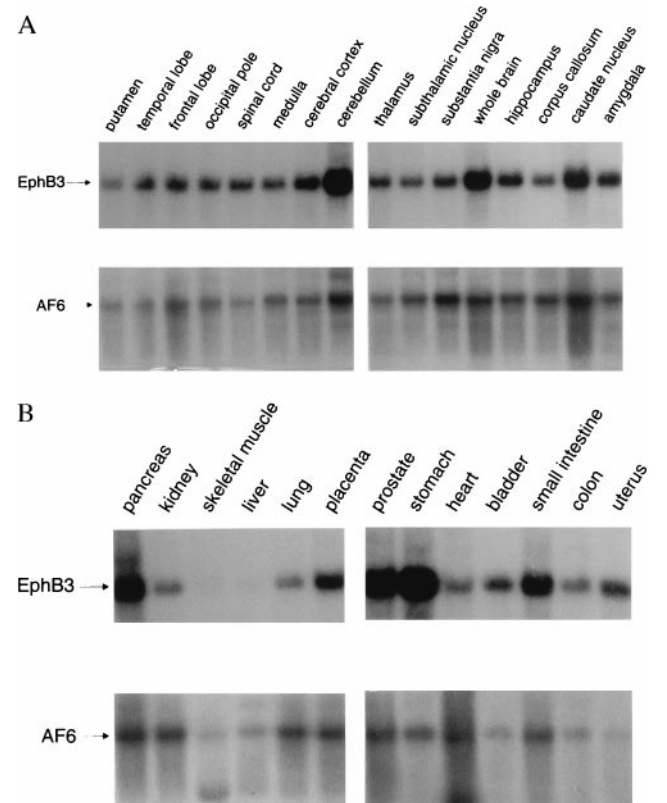 A
putamen
temporal lobe
frontal lobe
occipital pole
spinal cord
medulla
cerebral cortex
cerebellum
thalamus
subthalamic nucleus
substantia nigra
whole brain
hippocampus
corpus callosum
caudate nucleus
amygdala
EphB3
AF6
B
pancreas
kidney
skeletal muscle
liver
lung
placenta
prostate
stomach
heart
bladder
small intestine
colon
uterus
EphB3
AF6